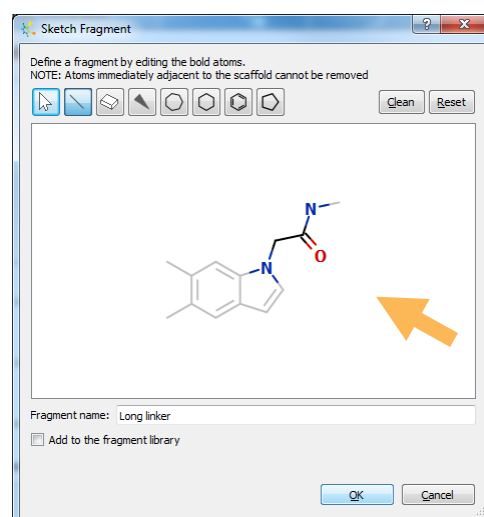 Sketch Fragment
Define a fragment by editing the bold atoms.
NOTE: Atoms immediately adjacent to the scaffold cannot be removed
Clean Reset
N
O
N
Fragment name: Long linker
Add to the fragment library
OK Cancel